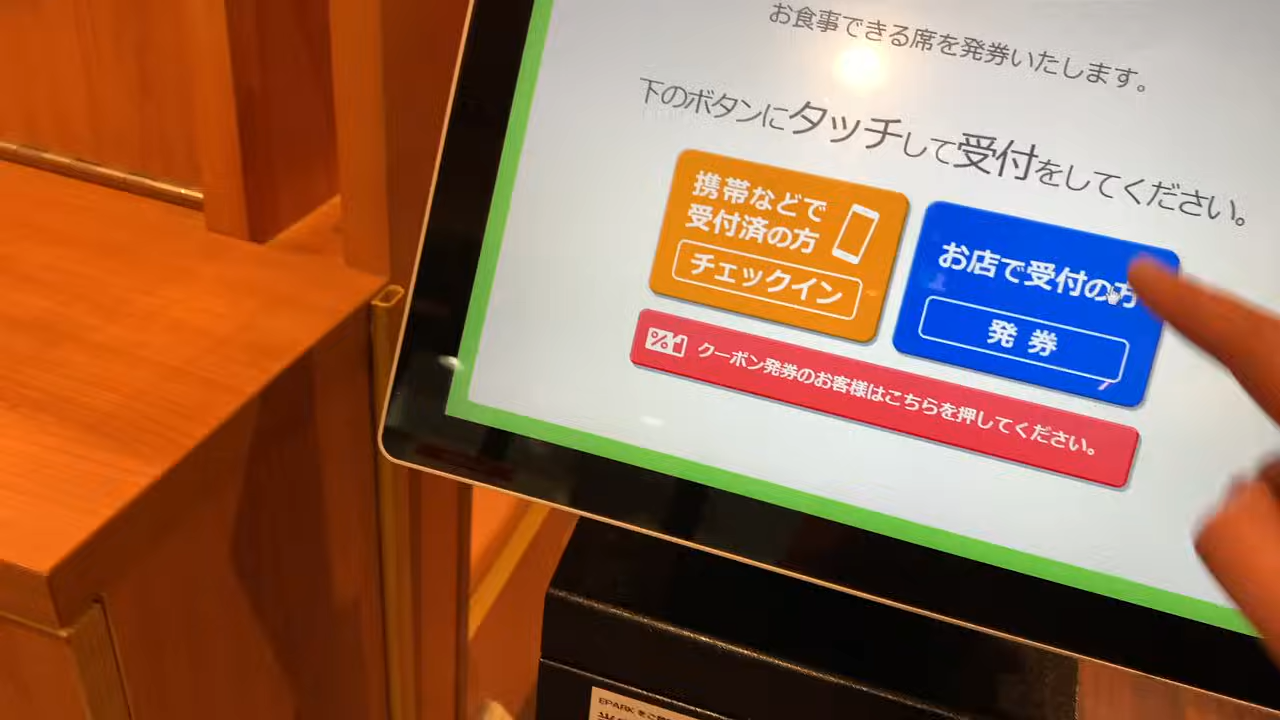 お食事できる席を発券いたします。
下のボタンにタッチして受付をしてください。
携帯などで
受付済の方
チェックイン
お店で受付の方
発券
クーポン発券のお客様はこちらを押してください。
EPARK をご